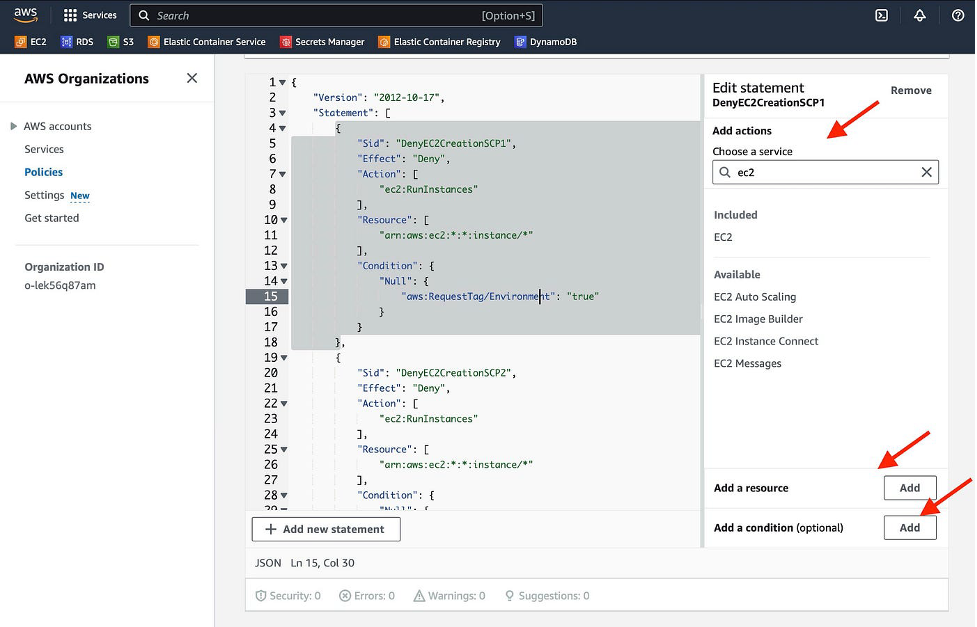 aws
Services
Search
[Option+S]
EC2
RDS
S3
Elastic Container Service
Secrets Manager
Elastic Container Registry
DynamoDB
AWS Organizations
AWS accounts
Services
Policies
Settings New
Get started
Organization ID
o-lek56q87am
1 {
2 "Version": "2012-10-17",
3 "Statement": [
4 {
5 "Sid": "DenyEC2CreationSCP1",
6 "Effect": "Deny",
7 "Action": [
8 "ec2:RunInstances"
9 ],
10 "Resource": [
11 "arn:aws:ec2:*:*:instance/*"
12 ],
13 "Condition": {
14 "Null": {
15 "aws:RequestTag/Environment": "true"
16 }
17 }
18 },
19 {
20 "Sid": "DenyEC2CreationSCP2",
21 "Effect": "Deny",
22 "Action": [
23 "ec2:RunInstances"
24 ],
25 "Resource": [
26 "arn:aws:ec2:*:*:instance/*"
27 ],
28 "Condition": {
29 "Null": {
+ Add new statement
JSON Ln 15, Col 30
Security: 0
Errors: 0
Warnings: 0
Suggestions: 0
Edit statement
Remove
DenyEC2CreationSCP1
Add actions
Choose a service
ec2
Included
EC2
Available
EC2 Auto Scaling
EC2 Image Builder
EC2 Instance Connect
EC2 Messages
Add a resource
Add
Add a condition (optional)
Add